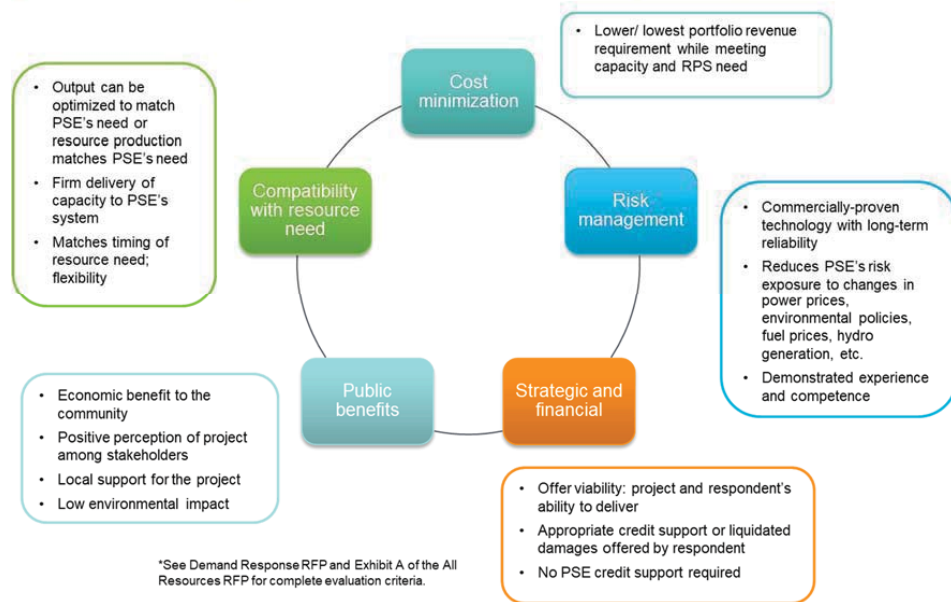 Cost
minimization
• Lower/ lowest portfolio revenue
requirement while meeting
capacity and RPS need
Risk
management
• Commercially-proven
technology with long-term
reliability
• Reduces PSE's risk
exposure to changes in
power prices,
environmental policies,
fuel prices, hydro
generation, etc.
• Demonstrated experience
and competence
Strategic and
financial
• Offer viability: project and respondent's
ability to deliver
• Appropriate credit support or liquidated
damages offered by respondent
• No PSE credit support required
Public
benefits
• Economic benefit to the
community
• Positive perception of project
among stakeholders
• Local support for the project
• Low environmental impact
Compatibility
with resource
need
• Output can be
optimized to match
PSE's need or
resource production
matches PSE's need
• Firm delivery of
capacity to PSE's
system
• Matches timing of
resource need;
flexibility
*See Demand Response RFP and Exhibit A of the All
Resources RFP for complete evaluation criteria.